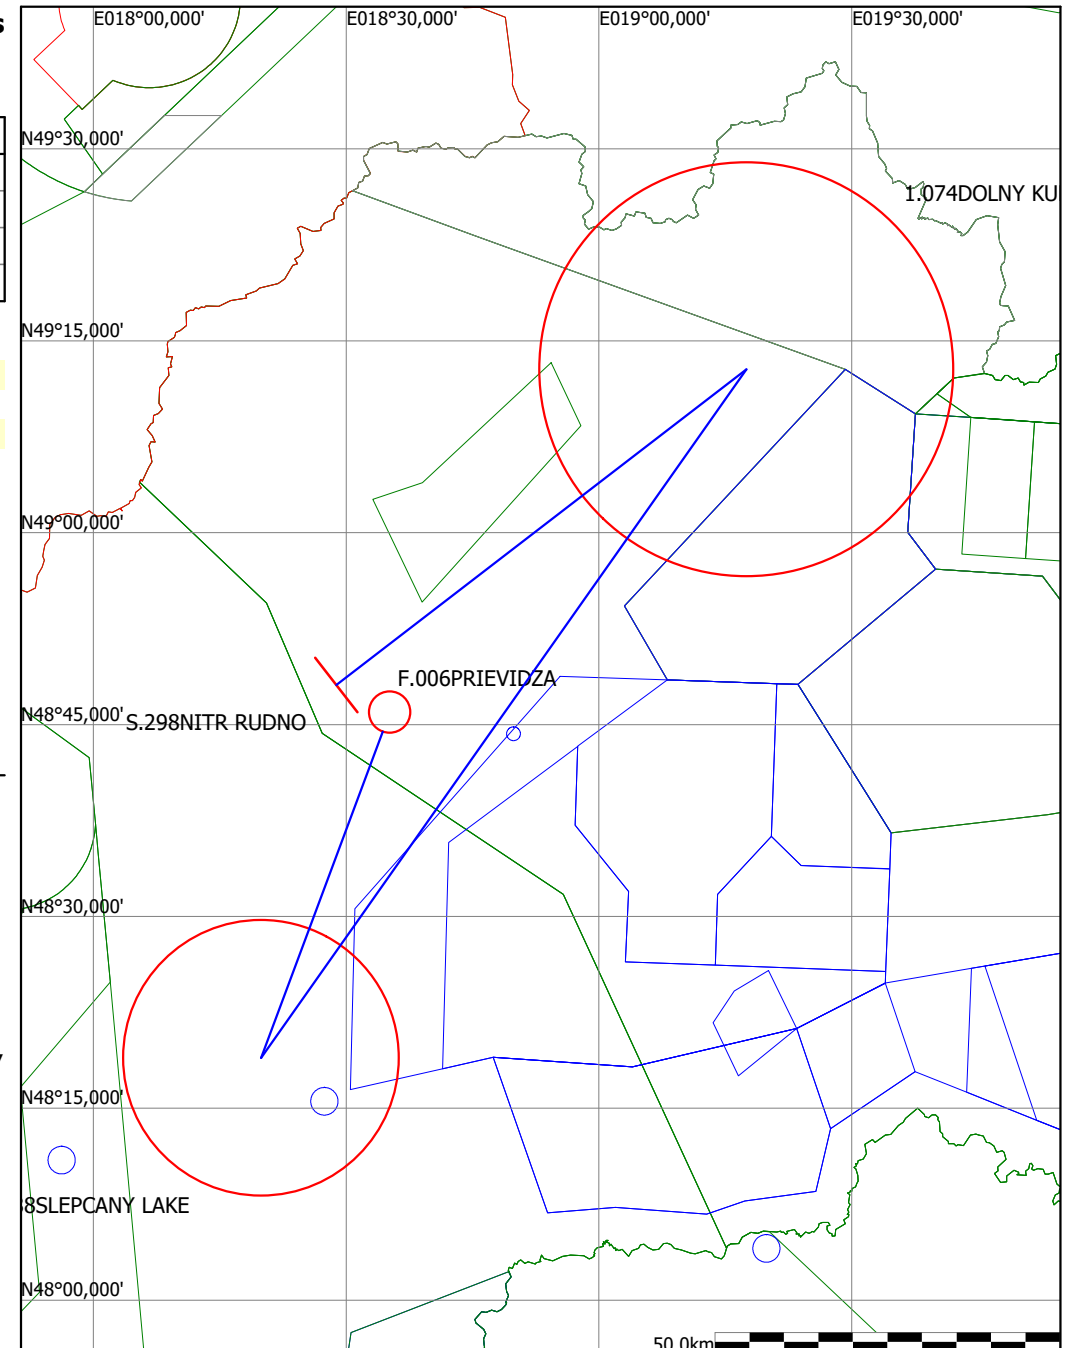 s
E018°00,000'
E018°30,000'
E019°00,000'
E019°30,000'
N49°30,000'
1.074DOLNY KU
N49°15,000'
N49°00,000'
F.006PRIEVIDZA
N48°45,000'
S.298NITR RUDNO
N48°30,000'
N48°15,000'
8SLEPCANY LAKE
N48°00,000'
50.0km